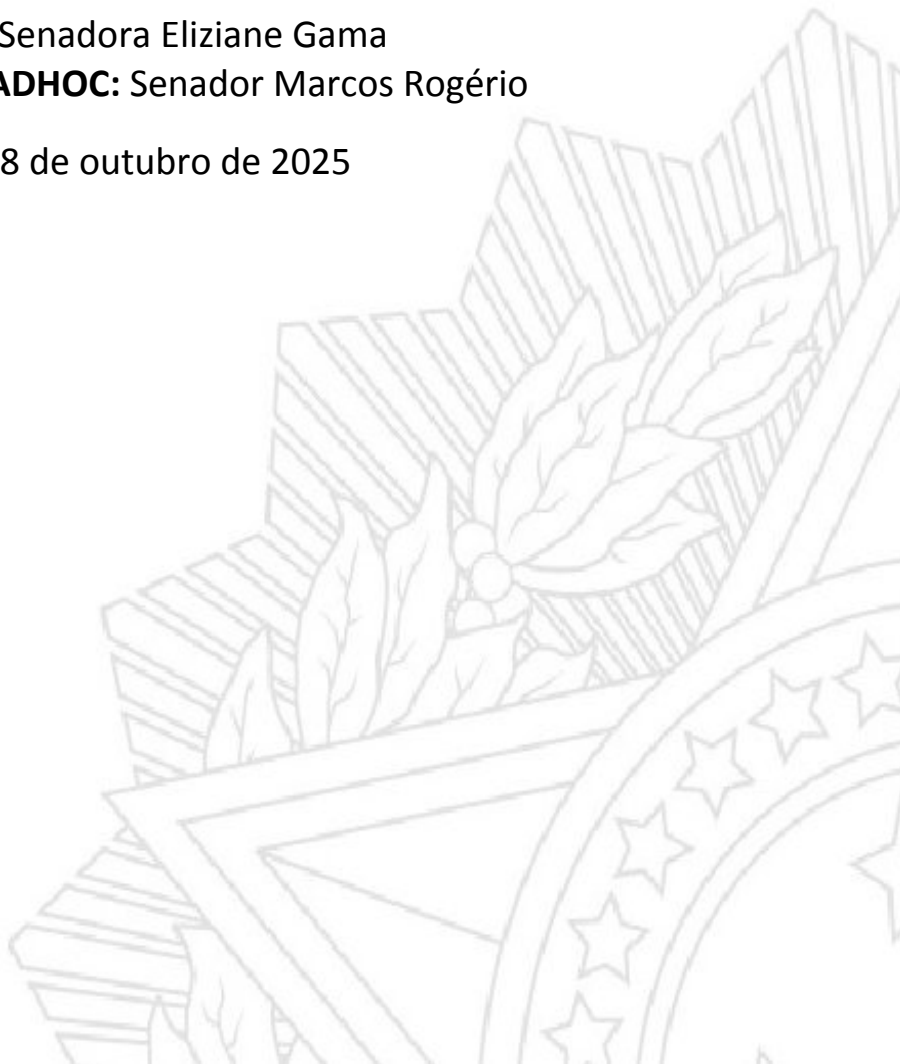 Senadora Eliziane Gama
ADHOC: Senador Marcos Rogério
8 de outubro de 2025